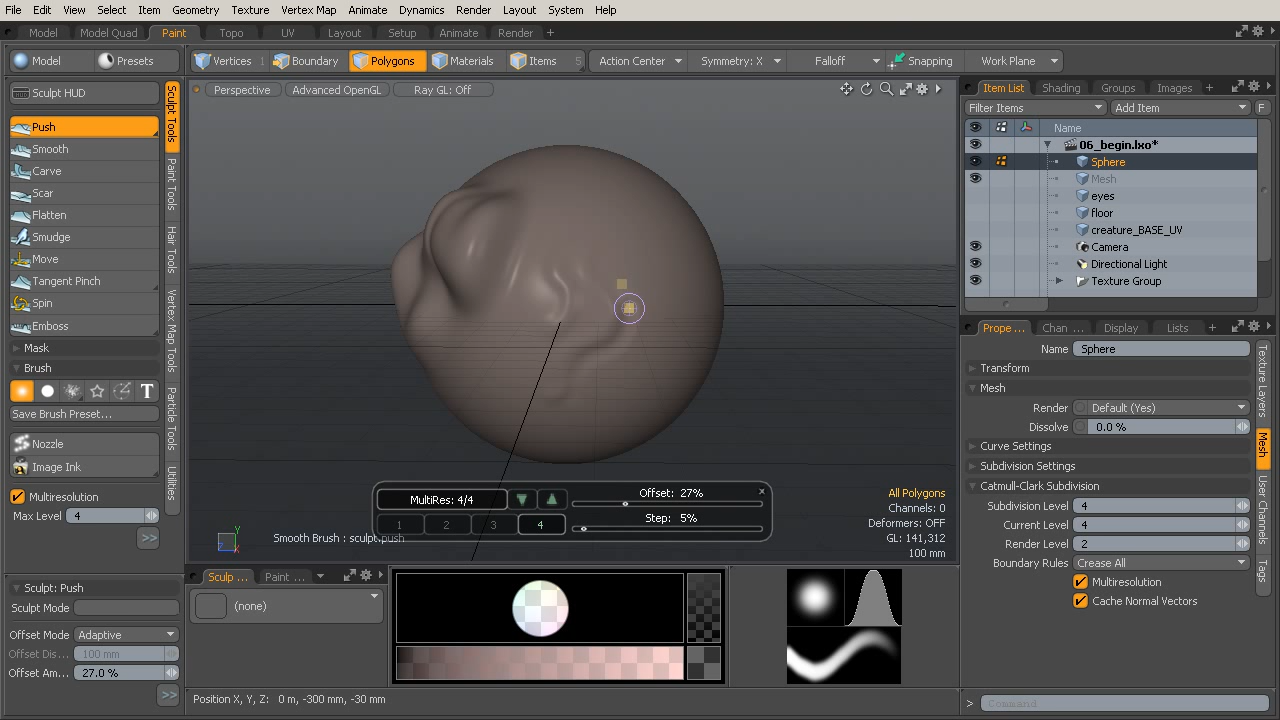 File Edit View Select Item Geometry Texture Vertex Map Animate Dynamics Render Layout System Help
Model Model Quad Paint Topo UV Layout Setup Animate Render +
Model Presets Vertices 1 Boundary Polygons Materials Items 5 Action Center Symmetry: X Falloff Snapping Work Plane
Sculpt HUD
Push
Smooth
Carve
Scar
Flatten
Smudge
Move
Tangent Pinch
Spin
Emboss
Mask
Brush
T
Save Brush Preset...
Nozzle
Image Ink
Multiresolution
Max Level 4
>>
Sculpt Tools
Paint Tools
Hair Tools
Vertex Map Tools
Particle Tools
Utilities
Sculpt: Push
Sculpt Mode
Offset Mode Adaptive
Offset Dis... 100 mm
Offset Am... 27.0 %
>>
Perspective Advanced OpenGL Ray GL: Off
MultiRes: 4/4 Offset: 27% x
1 2 3 4 Step: 5%
Smooth Brush : sculpt.push
Y
Z X
All Polygons
Channels: 0
Deformers: OFF
GL: 141,312
100 mm
Sculp ... Paint ...
(none)
Position X, Y, Z: 0 m, -300 mm, -30 mm
Item List Shading Groups Images +
Filter Items Add Item F
Name
06_begin.lxo*
Sphere
Mesh
eyes
floor
creature_BASE_UV
Camera
Directional Light
Texture Group
Prope ... Chan ... Display Lists +
Name Sphere
Transform
Mesh
Render Default (Yes)
Dissolve 0.0 %
Curve Settings
Subdivision Settings
Catmull-Clark Subdivision
Subdivision Level 4
Current Level 4
Render Level 2
Boundary Rules Crease All
Multiresolution
Cache Normal Vectors
Texture Layers
Mesh
User Channels
Tags
> Command